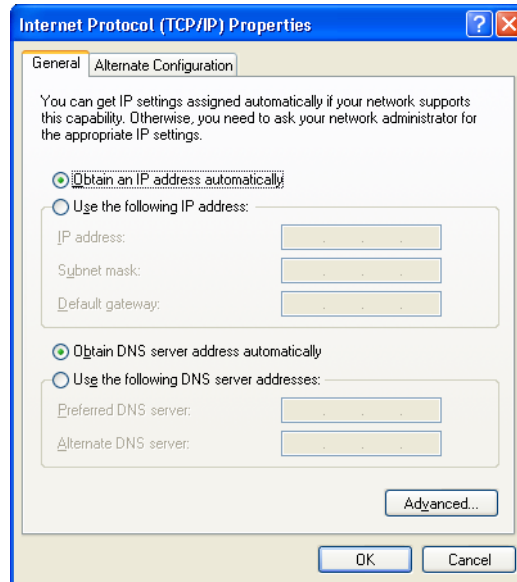 Internet Protocol (TCP/IP) Properties
General
Alternate Configuration
You can get IP settings assigned automatically if your network supports
this capability. Otherwise, you need to ask your network administrator for
the appropriate IP settings.
Obtain an IP address automatically
Use the following IP address:
IP address:
Subnet mask:
Default gateway:
Obtain DNS server address automatically
Use the following DNS server addresses:
Preferred DNS server:
Alternate DNS server:
Advanced...
OK
Cancel